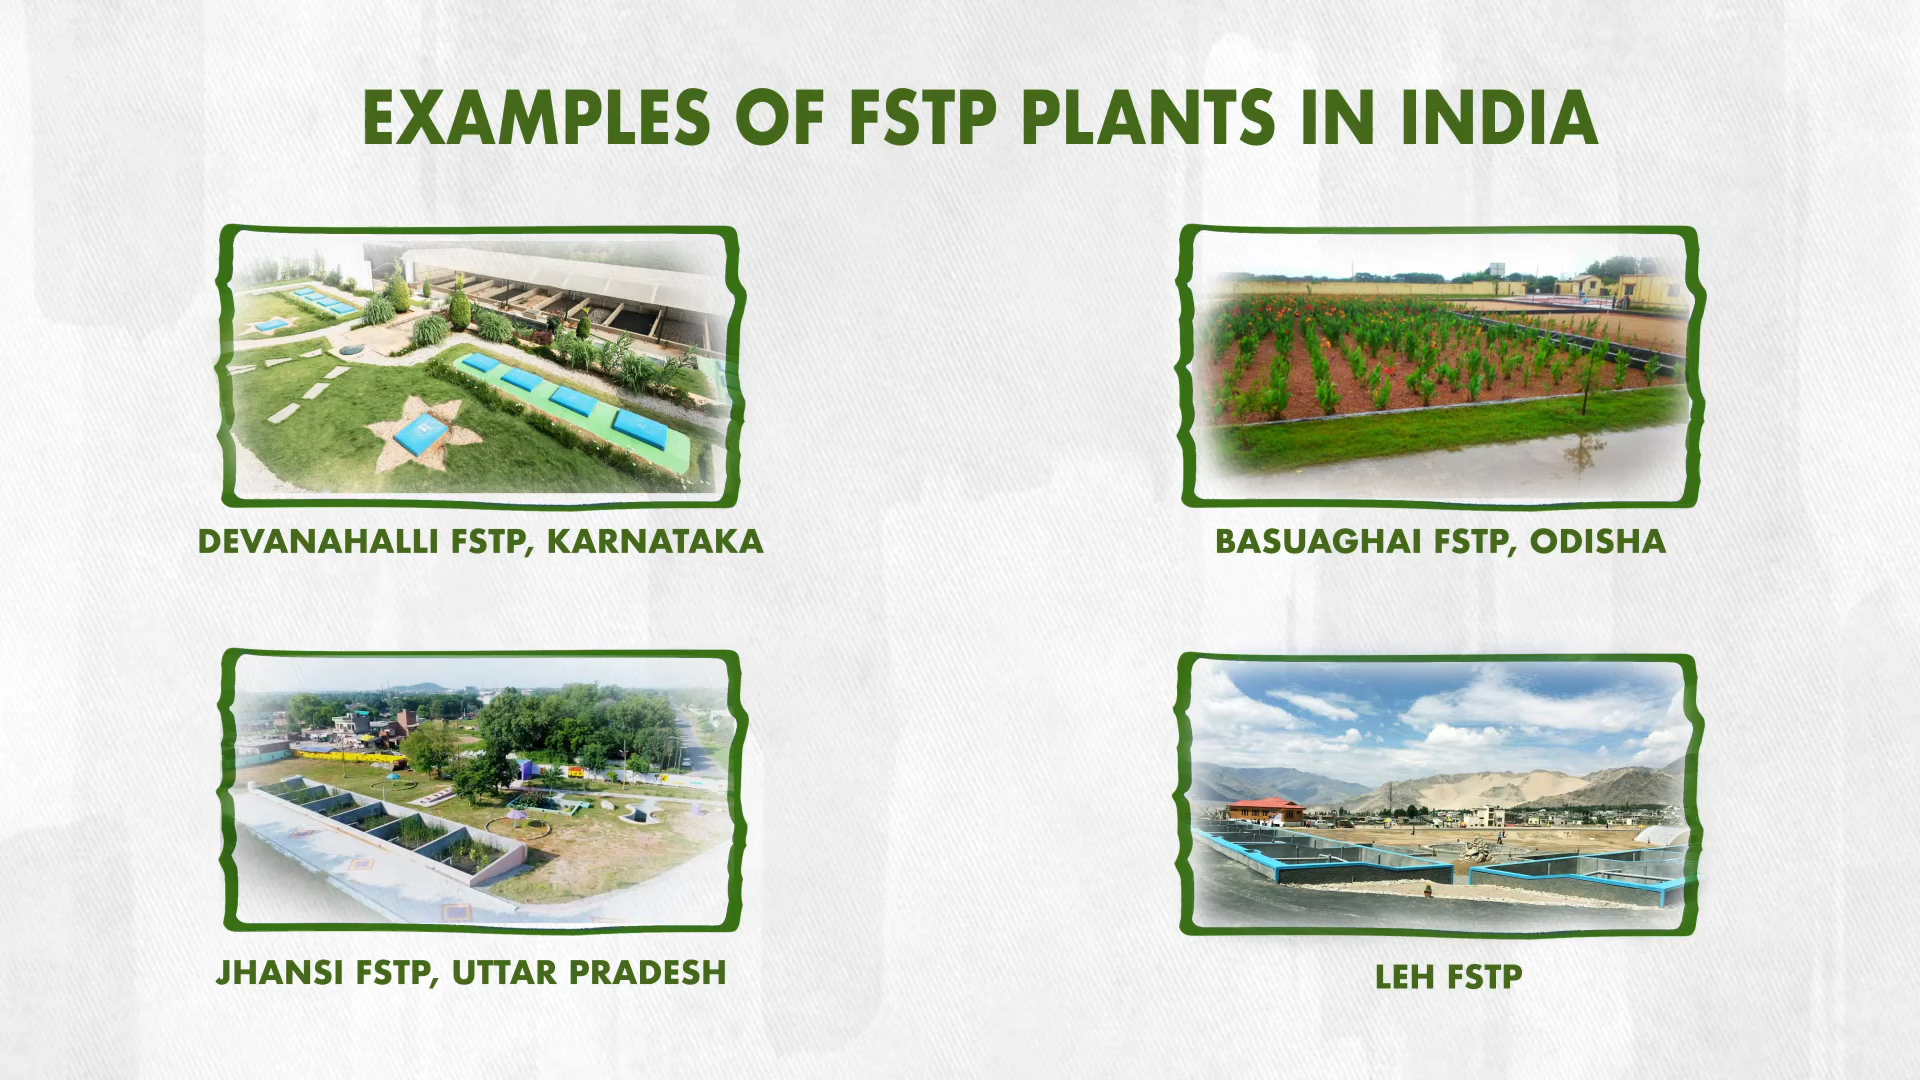 EXAMPLES OF FSTP PLANTS IN INDIA
DEVANAHALLI FSTP, KARNATAKA
BASUAGHAI FSTP, ODISHA
JHANSI FSTP, UTTAR PRADESH
LEH FSTP